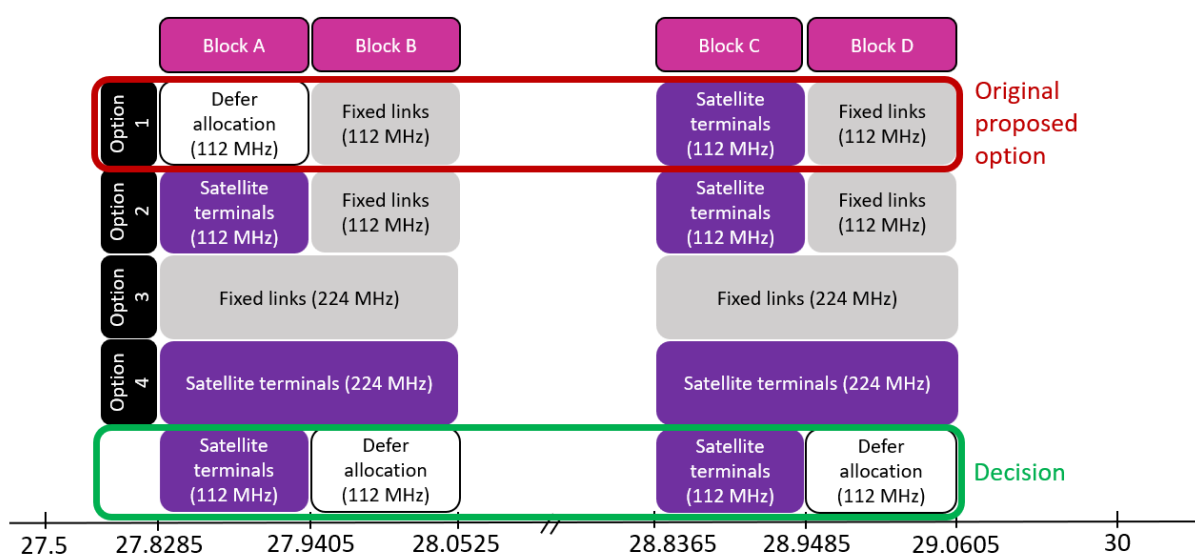 Block A
Block B
Block C
Block D
Option
1
Defer
allocation
(112 MHz)
Fixed links
(112 MHz)
Satellite
terminals
(112 MHz)
Fixed links
(112 MHz)
Original
proposed
option
Option
2
Satellite
terminals
(112 MHz)
Fixed links
(112 MHz)
Satellite
terminals
(112 MHz)
Fixed links
(112 MHz)
Option
3
Fixed links (224 MHz)
Fixed links (224 MHz)
Option
4
Satellite terminals (224 MHz)
Satellite terminals (224 MHz)
Satellite
terminals
(112 MHz)
Defer
allocation
(112 MHz)
Satellite
terminals
(112 MHz)
Defer
allocation
(112 MHz)
Decision
27.5 27.8285 27.9405 28.0525 // 28.8365 28.9485 29.0605 30